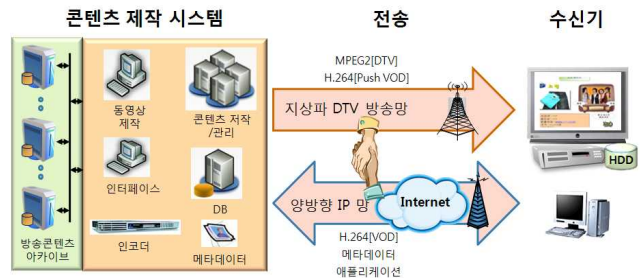 콘텐츠 제작 시스템
전송
수신기
동영상
제작
콘텐츠 저작
/관리
인터페이스
DB
인코더
메타데이터
방송콘텐츠
아카이브
MPEG2[DTV]
H.264[Push VOD]
지상파 DTV 방송망
양방향 IP 망
Internet
H.264[VOD]
메타데이터
애플리케이션
HDD